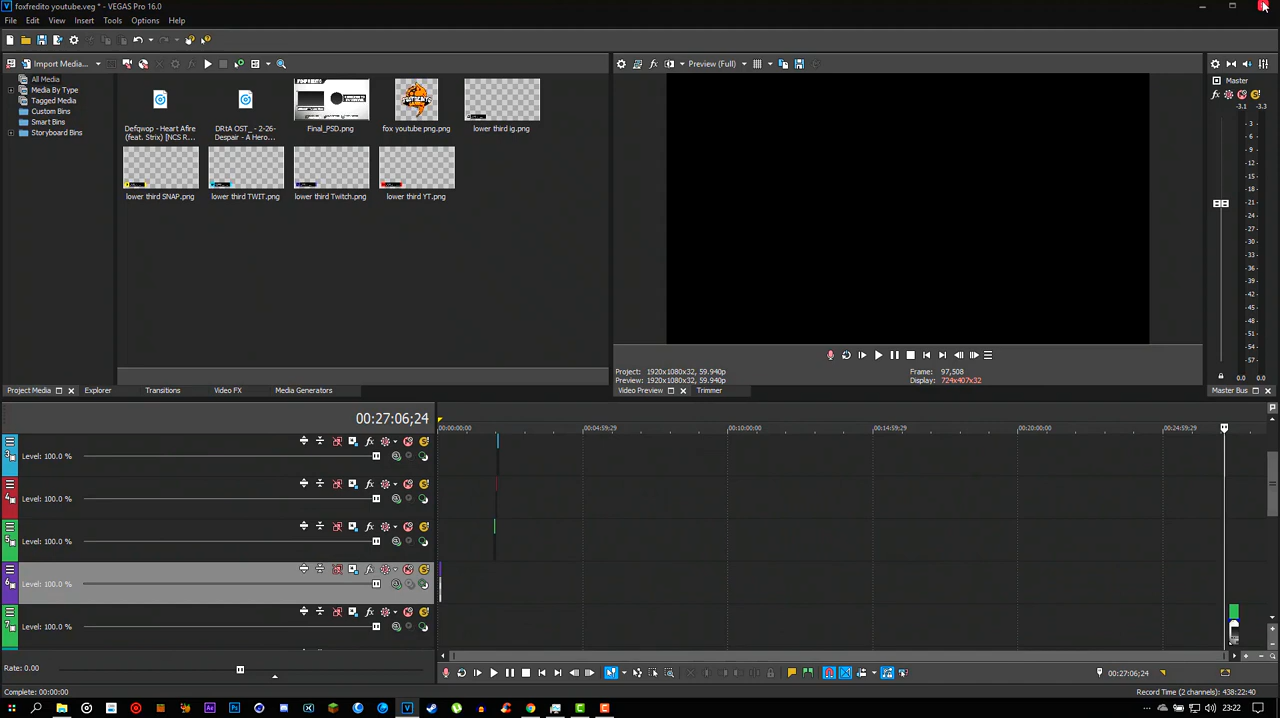 foxfredito youtube.veg * - VEGAS Pro 16.0
File Edit View Insert Tools Options Help
Import Media...
All Media
Media By Type
Tagged Media
Custom Bins
Smart Bins
Storyboard Bins
Defqwop - Heart Afire (feat. Strix) [NCS R...
DRtA OST_ - 2-26- Despair - A Hero...
Final_PSD.png
fox youtube png.png
lower third ig.png
lower third SNAP.png
lower third TWIT.png
lower third Twitch.png
lower third YT.png
Project Media Explorer Transitions Video FX Media Generators
Preview (Full)
Project: 1920x1080x32, 59.940p
Preview: 1920x1080x32, 59.940p
Frame: 97,508
Display: 724x407x32
Video Preview Trimmer
Master
-3.1 -3.3
-3
-6
-9
-12
-15
-18
-21
-24
-27
-30
-33
-36
-39
-42
-45
-48
-51
-54
-57
0.0 0.0
Master Bus
00:27:06;24
00:00:00;00 00:04:59;29 00:10:00;00 00:14:59;29 00:20:00;00 00:24:59;29
3 Level: 100.0 %
4 Level: 100.0 %
5 Level: 100.0 %
6 Level: 100.0 %
7 Level: 100.0 %
Rate: 0.00
00:27:06;24
Complete: 00:00:00
Record Time (2 channels): 438:22:40
23:22